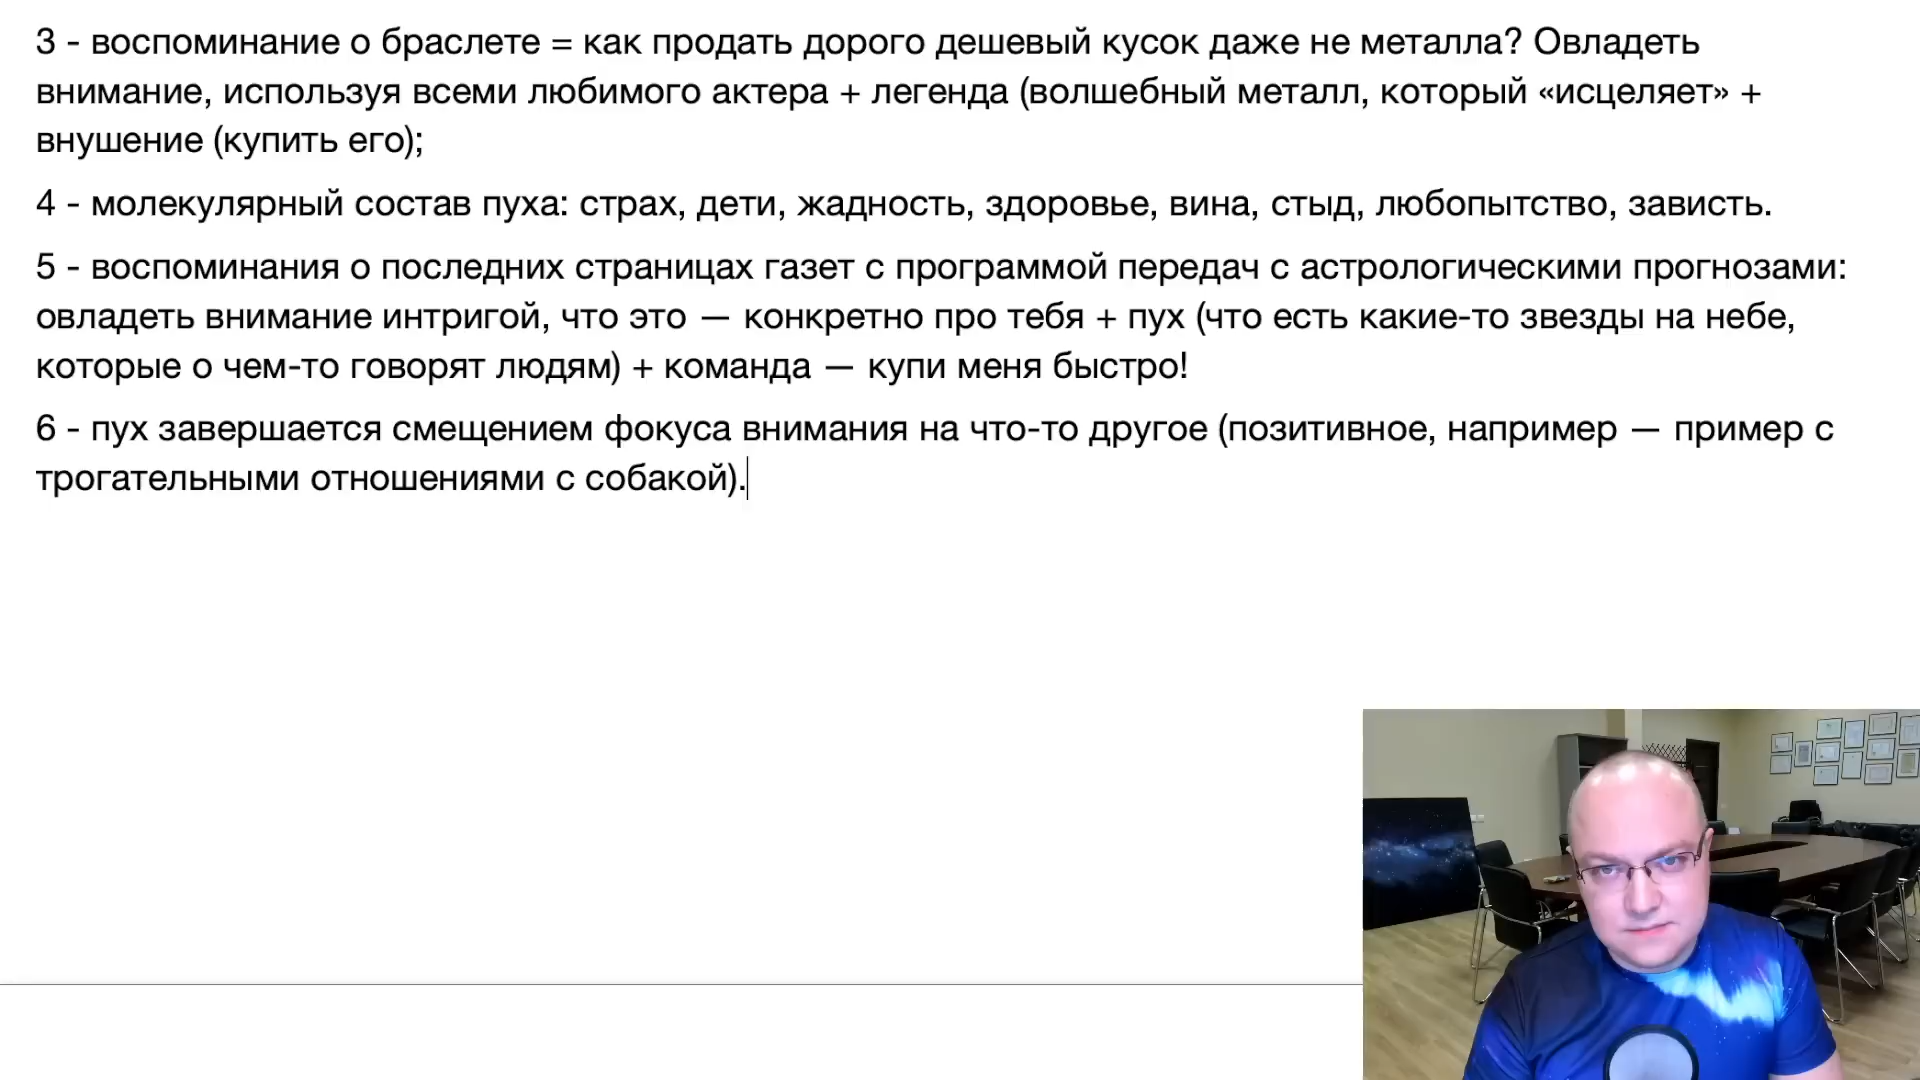 3 - воспоминание о браслете = как продать дорого дешевый кусок даже не металла? Овладеть
внимание, используя всеми любимого актера + легенда (волшебный металл, который «исцеляет» +
внушение (купить его);
4 - молекулярный состав пуха: страх, дети, жадность, здоровье, вина, стыд, любопытство, зависть.
5 - воспоминания о последних страницах газет с программой передач с астрологическими прогнозами:
овладеть внимание интригой, что это — конкретно про тебя + пух (что есть какие-то звезды на небе,
которые о чем-то говорят людям) + команда — купи меня быстро!
6 - пух завершается смещением фокуса внимания на что-то другое (позитивное, например — пример с
трогательными отношениями с собакой).